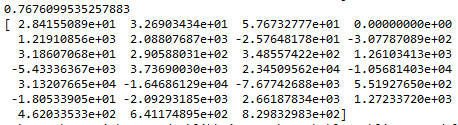 0.7676099535257883
[ 2.84155089e+01 3.26903434e+01 5.76732777e+01 0.00000000e+00
1.21910856e+03 2.08807687e+03 -2.57648178e+01 -3.07787089e+02
3.18607068e+01 2.90588031e+02 3.48557422e+02 1.26103413e+03
-5.43336367e+03 3.73690030e+03 2.34509562e+04 -1.05681403e+04
3.13207665e+04 -1.64686129e+04 -7.67742688e+03 5.51927650e+02
-1.80533905e+01 -2.09293185e+03 2.66187834e+03 1.27233720e+03
4.62033533e+02 6.41174895e+02 8.29832983e+02]